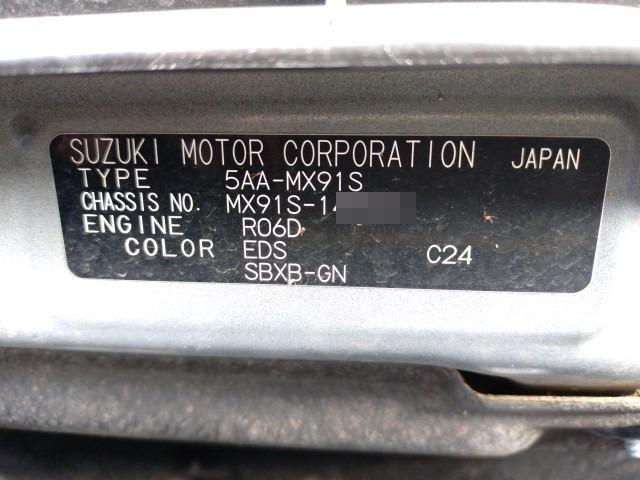 SUZUKI MOTOR CORPORATION JAPAN
TYPE 5AA-MX91S
CHASSIS NO. MX91S-1
ENGINE R06D
COLOR EDS C24
SBXB-GN